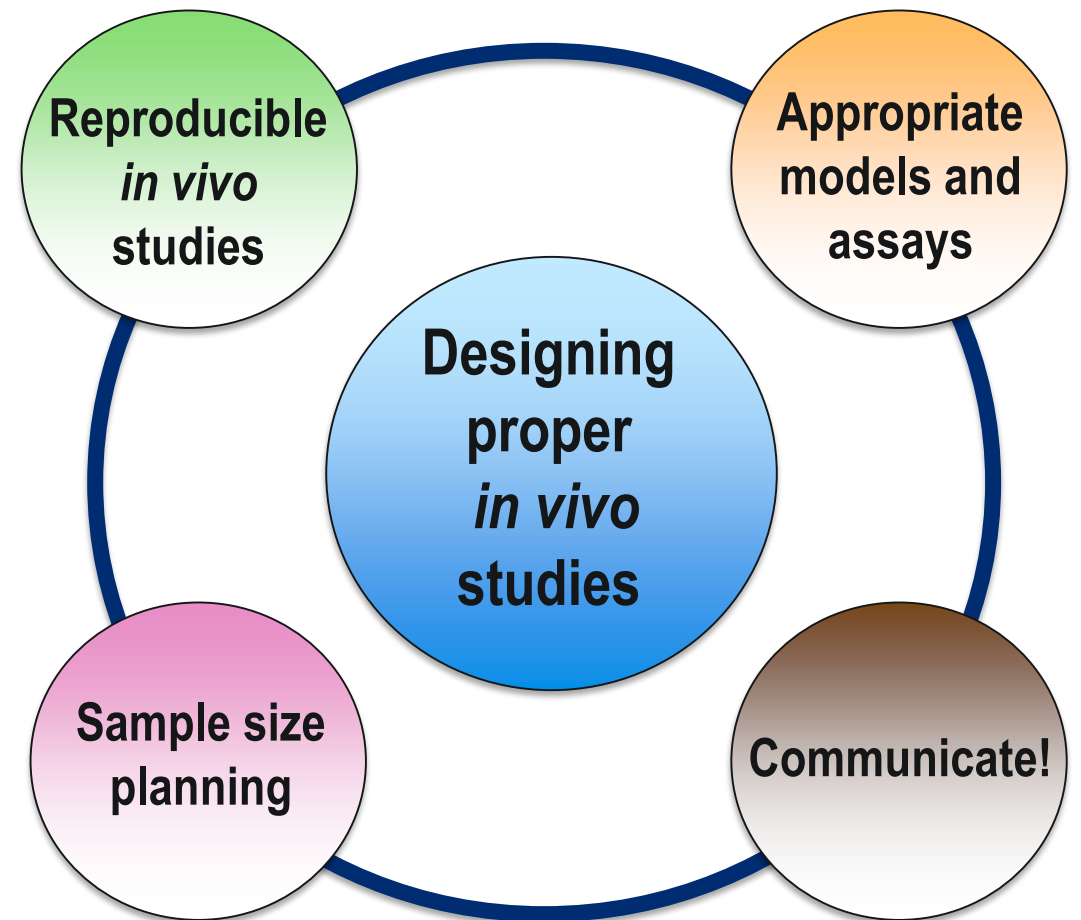 Reproducible
in vivo
studies
Appropriate
models and
assays
Designing
proper
in vivo
studies
Sample size
planning
Communicate!